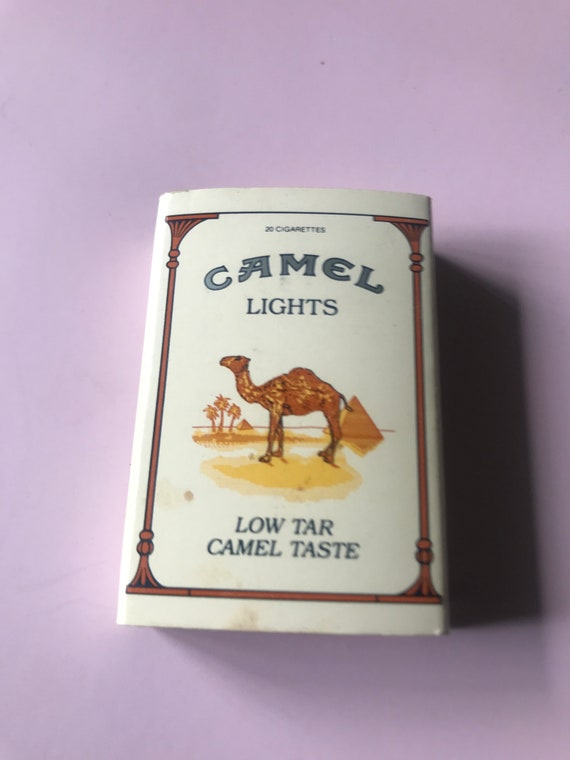 20 CIGARETTES
CAMEL
LIGHTS
LOW TAR
CAMEL TASTE